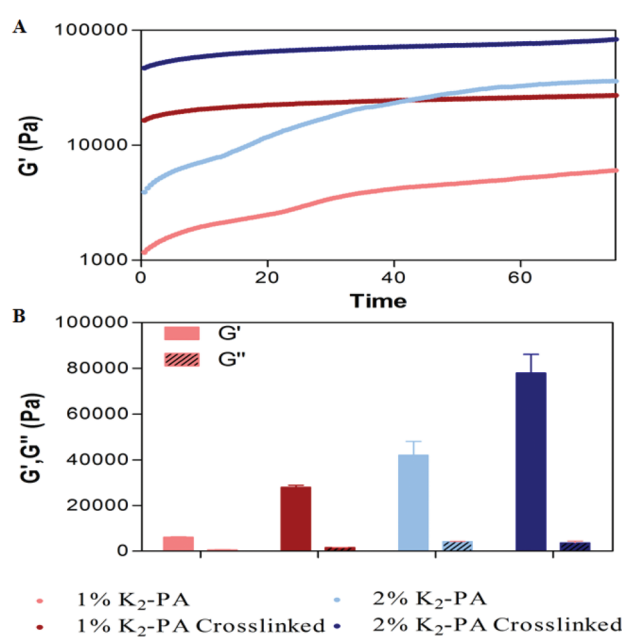 A
100000
10000
1000
G' (Pa)
0
20
40
60
Time
B
100000
80000
60000
40000
20000
0
G',G'' (Pa)
G'
G''
1% K₂-PA
2% K₂-PA
1% K₂-PA Crosslinked
2% K₂-PA Crosslinked